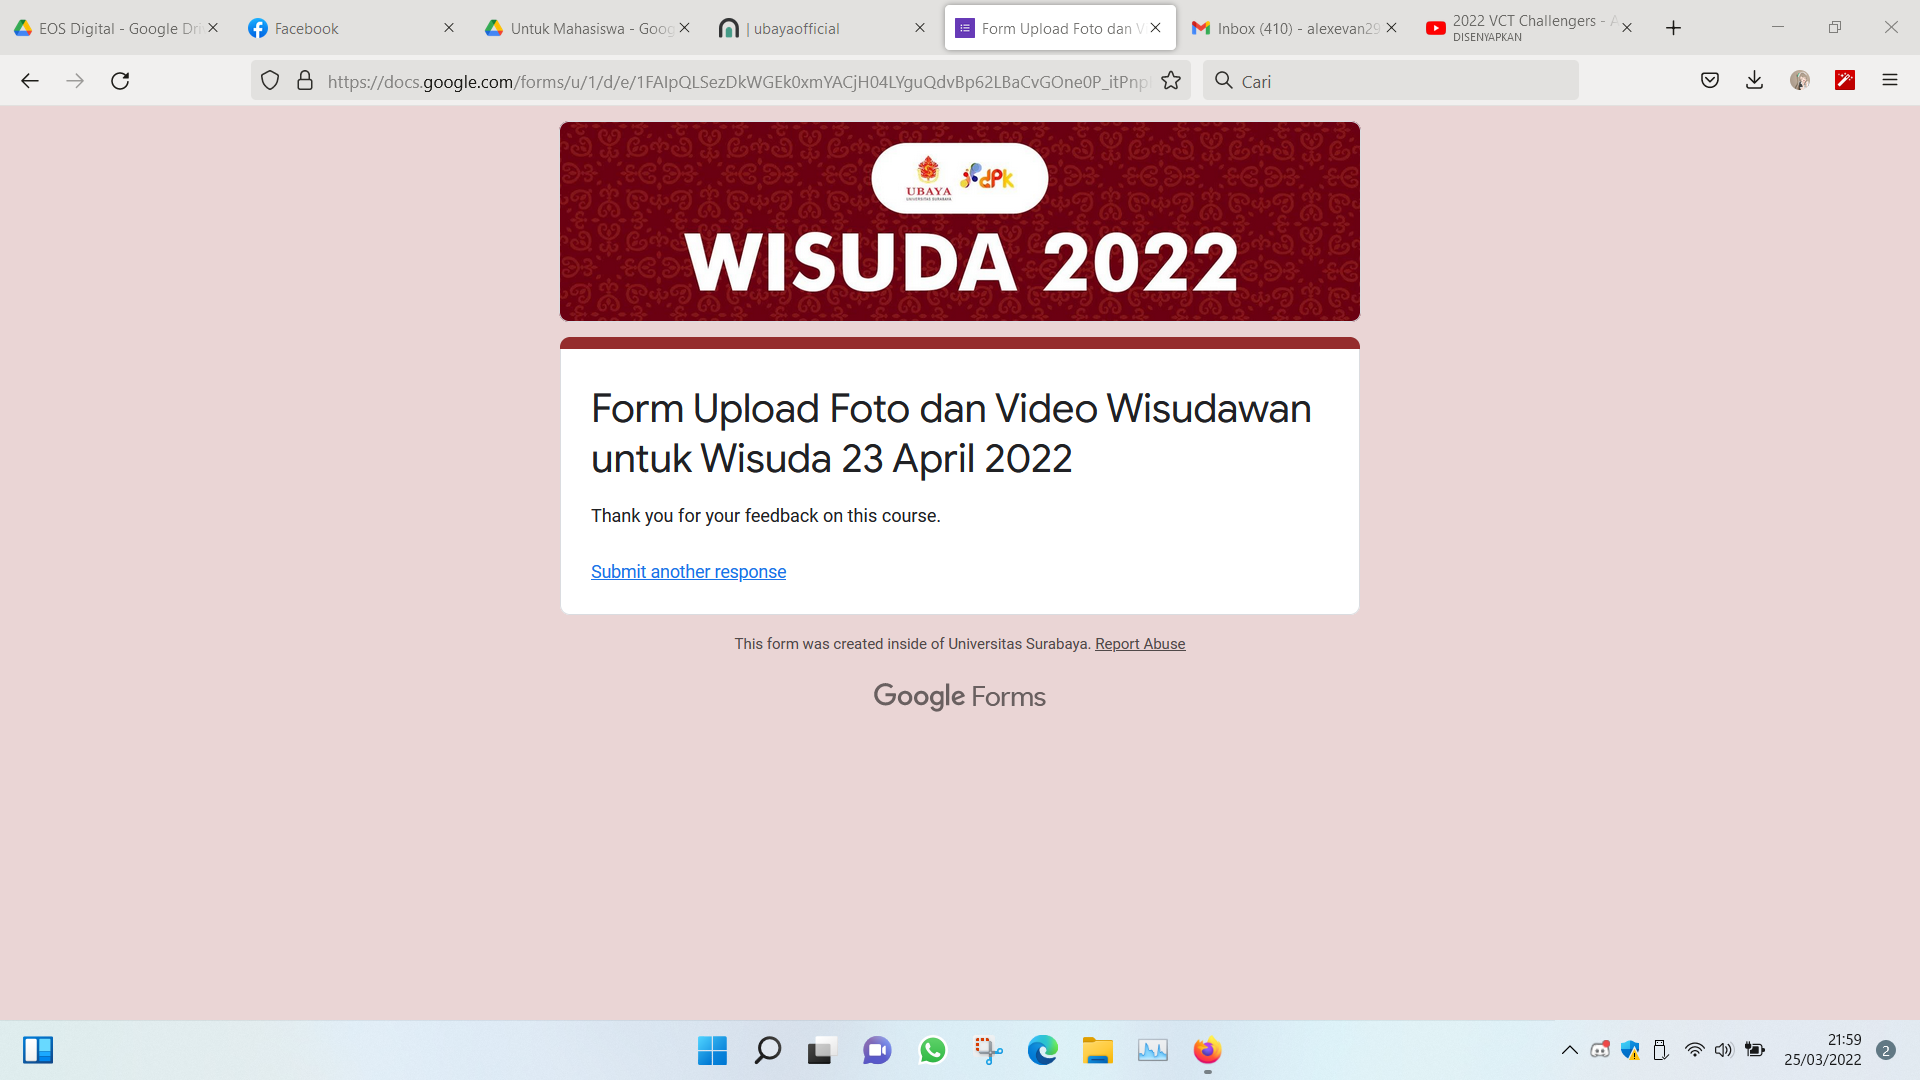 EOS Digital - Google Dri
Facebook
Untuk Mahasiswa - Goog
| ubayaofficial
Form Upload Foto dan V
Inbox (410) - alexevan29
2022 VCT Challengers - A
DISENYAPKAN
https://docs.google.com/forms/u/1/d/e/1FAIpQLSezDkWGEk0xmYACjH04LYguQdvBp62LBaCvGOne0P_itPnp
Cari
UBAYA
UNIVERSITAS SURABAYA
dpk
WISUDA 2022
Form Upload Foto dan Video Wisudawan
untuk Wisuda 23 April 2022
Thank you for your feedback on this course.
Submit another response
This form was created inside of Universitas Surabaya. Report Abuse
Google Forms
21:59
25/03/2022
2